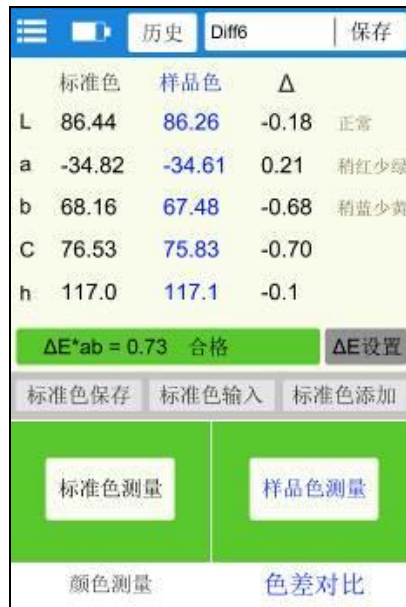 历史 Diff6 保存
标准色 样品色 Δ
L 86.44 86.26 -0.18 正常
a -34.82 -34.61 0.21 稍红少绿
b 68.16 67.48 -0.68 稍蓝少黄
C 76.53 75.83 -0.70
h 117.0 117.1 -0.1
ΔE*ab = 0.73 合格 ΔE设置
标准色保存 标准色输入 标准色添加
标准色测量 样品色测量
颜色测量 色差对比